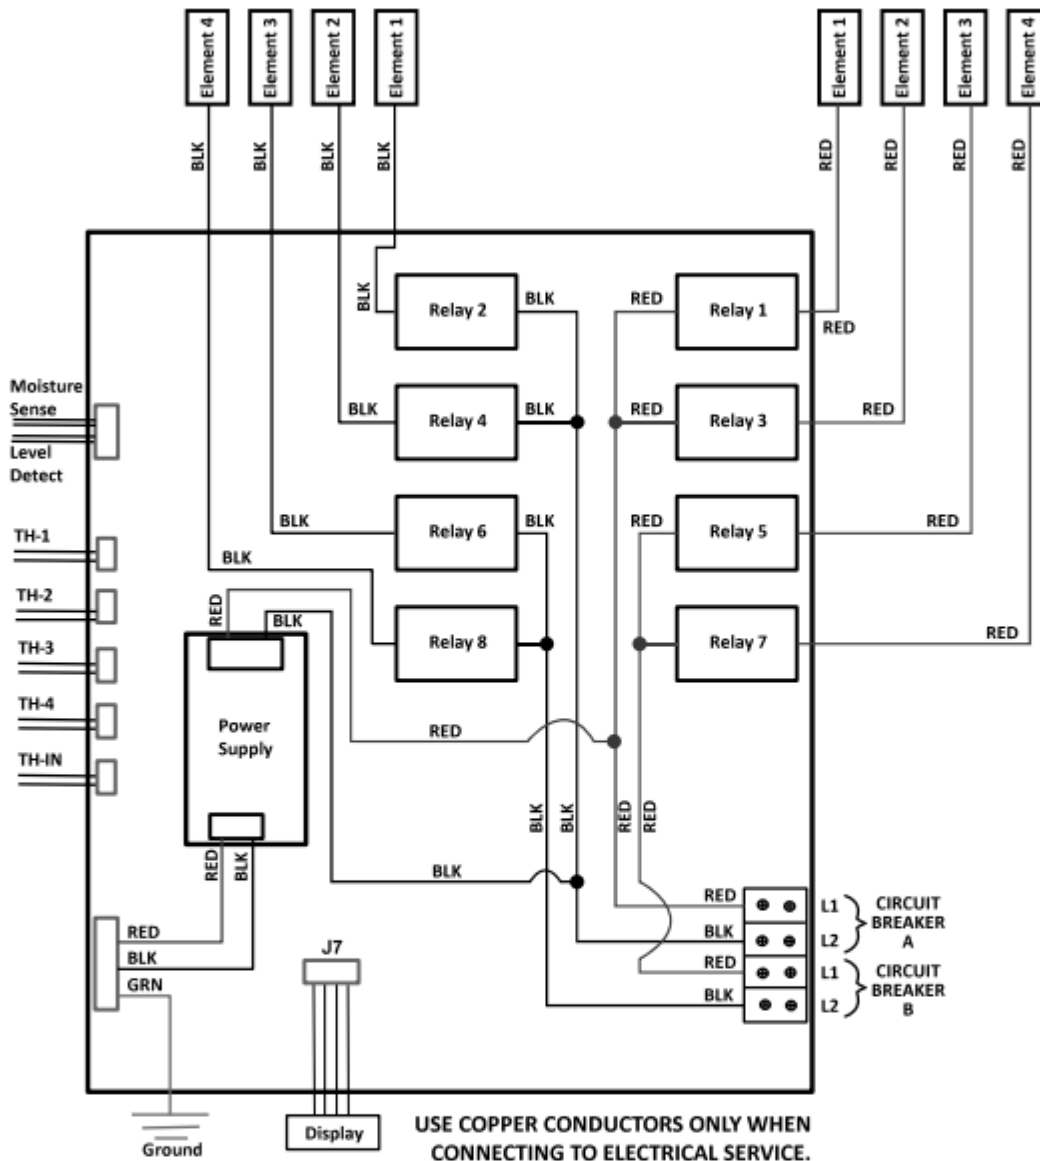 Element 4
Element 3
Element 2
Element 1
Element 1
Element 2
Element 3
Element 4
BLK
BLK
BLK
BLK
RED
RED
RED
RED
BLK
Relay 2
BLK
RED
Relay 1
RED
Moisture
Sense
Level
Detect
BLK
Relay 4
BLK
RED
Relay 3
RED
BLK
Relay 6
BLK
RED
Relay 5
RED
TH-1
BLK
TH-2
RED
BLK
Relay 8
Relay 7
RED
TH-3
TH-4
Power
Supply
RED
TH-IN
BLK
BLK
RED
RED
RED
BLK
BLK
RED
L1
CIRCUIT
BREAKER
A
BLK
L2
RED
L1
CIRCUIT
BREAKER
B
BLK
L2
RED
BLK
GRN
J7
Ground
Display
USE COPPER CONDUCTORS ONLY WHEN
CONNECTING TO ELECTRICAL SERVICE.